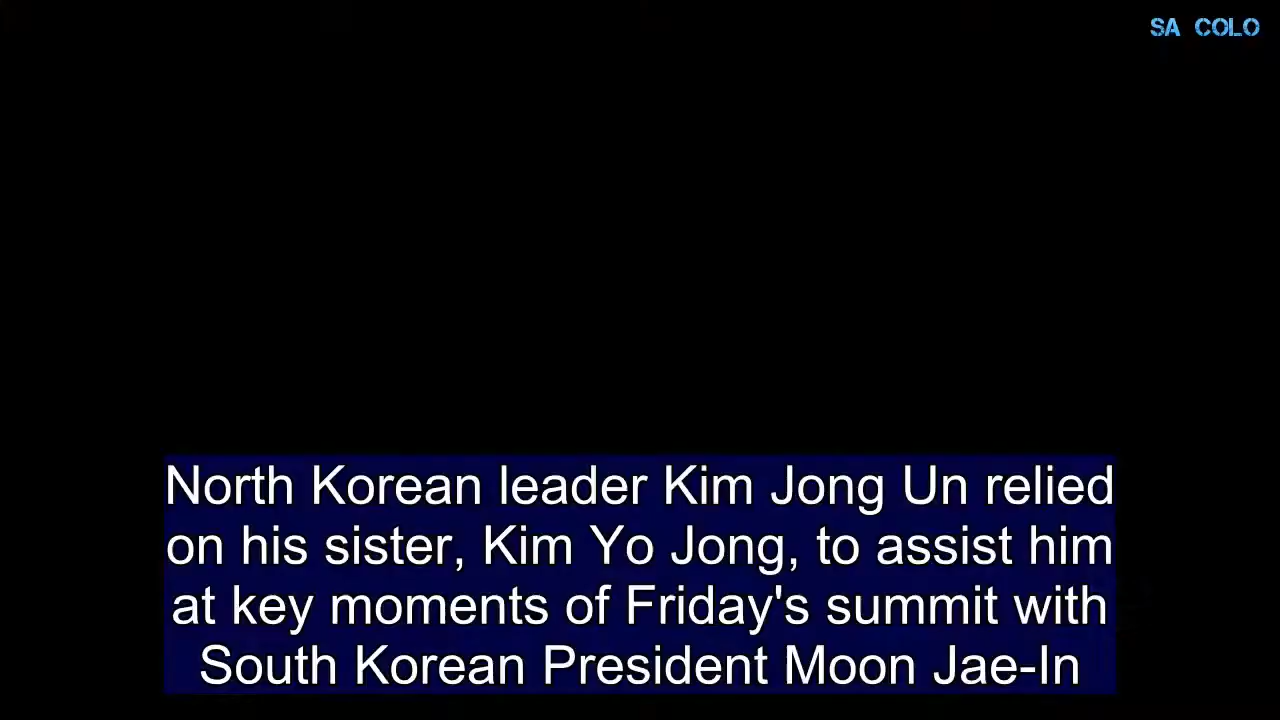 SA COLO
North Korean leader Kim Jong Un relied
on his sister, Kim Yo Jong, to assist him
at key moments of Friday's summit with
South Korean President Moon Jae-In